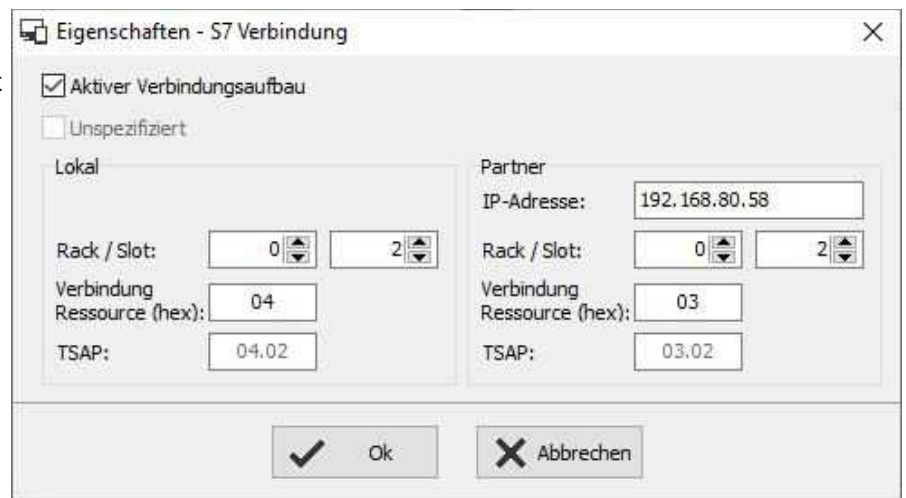 Eigenschaften - S7 Verbindung
Aktiver Verbindungsaufbau
Unspezifiziert
Lokal
Rack / Slot: 0 2
Verbindung
Ressource (hex): 04
TSAP: 04.02
Partner
IP-Adresse: 192.168.80.58
Rack / Slot: 0 2
Verbindung
Ressource (hex): 03
TSAP: 03.02
Ok
Abbrechen